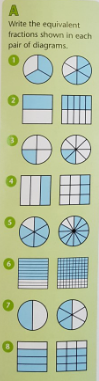 A
Write the equivalent
fractions shown in each
pair of diagrams.
1
2
3
4
5
6
7
8